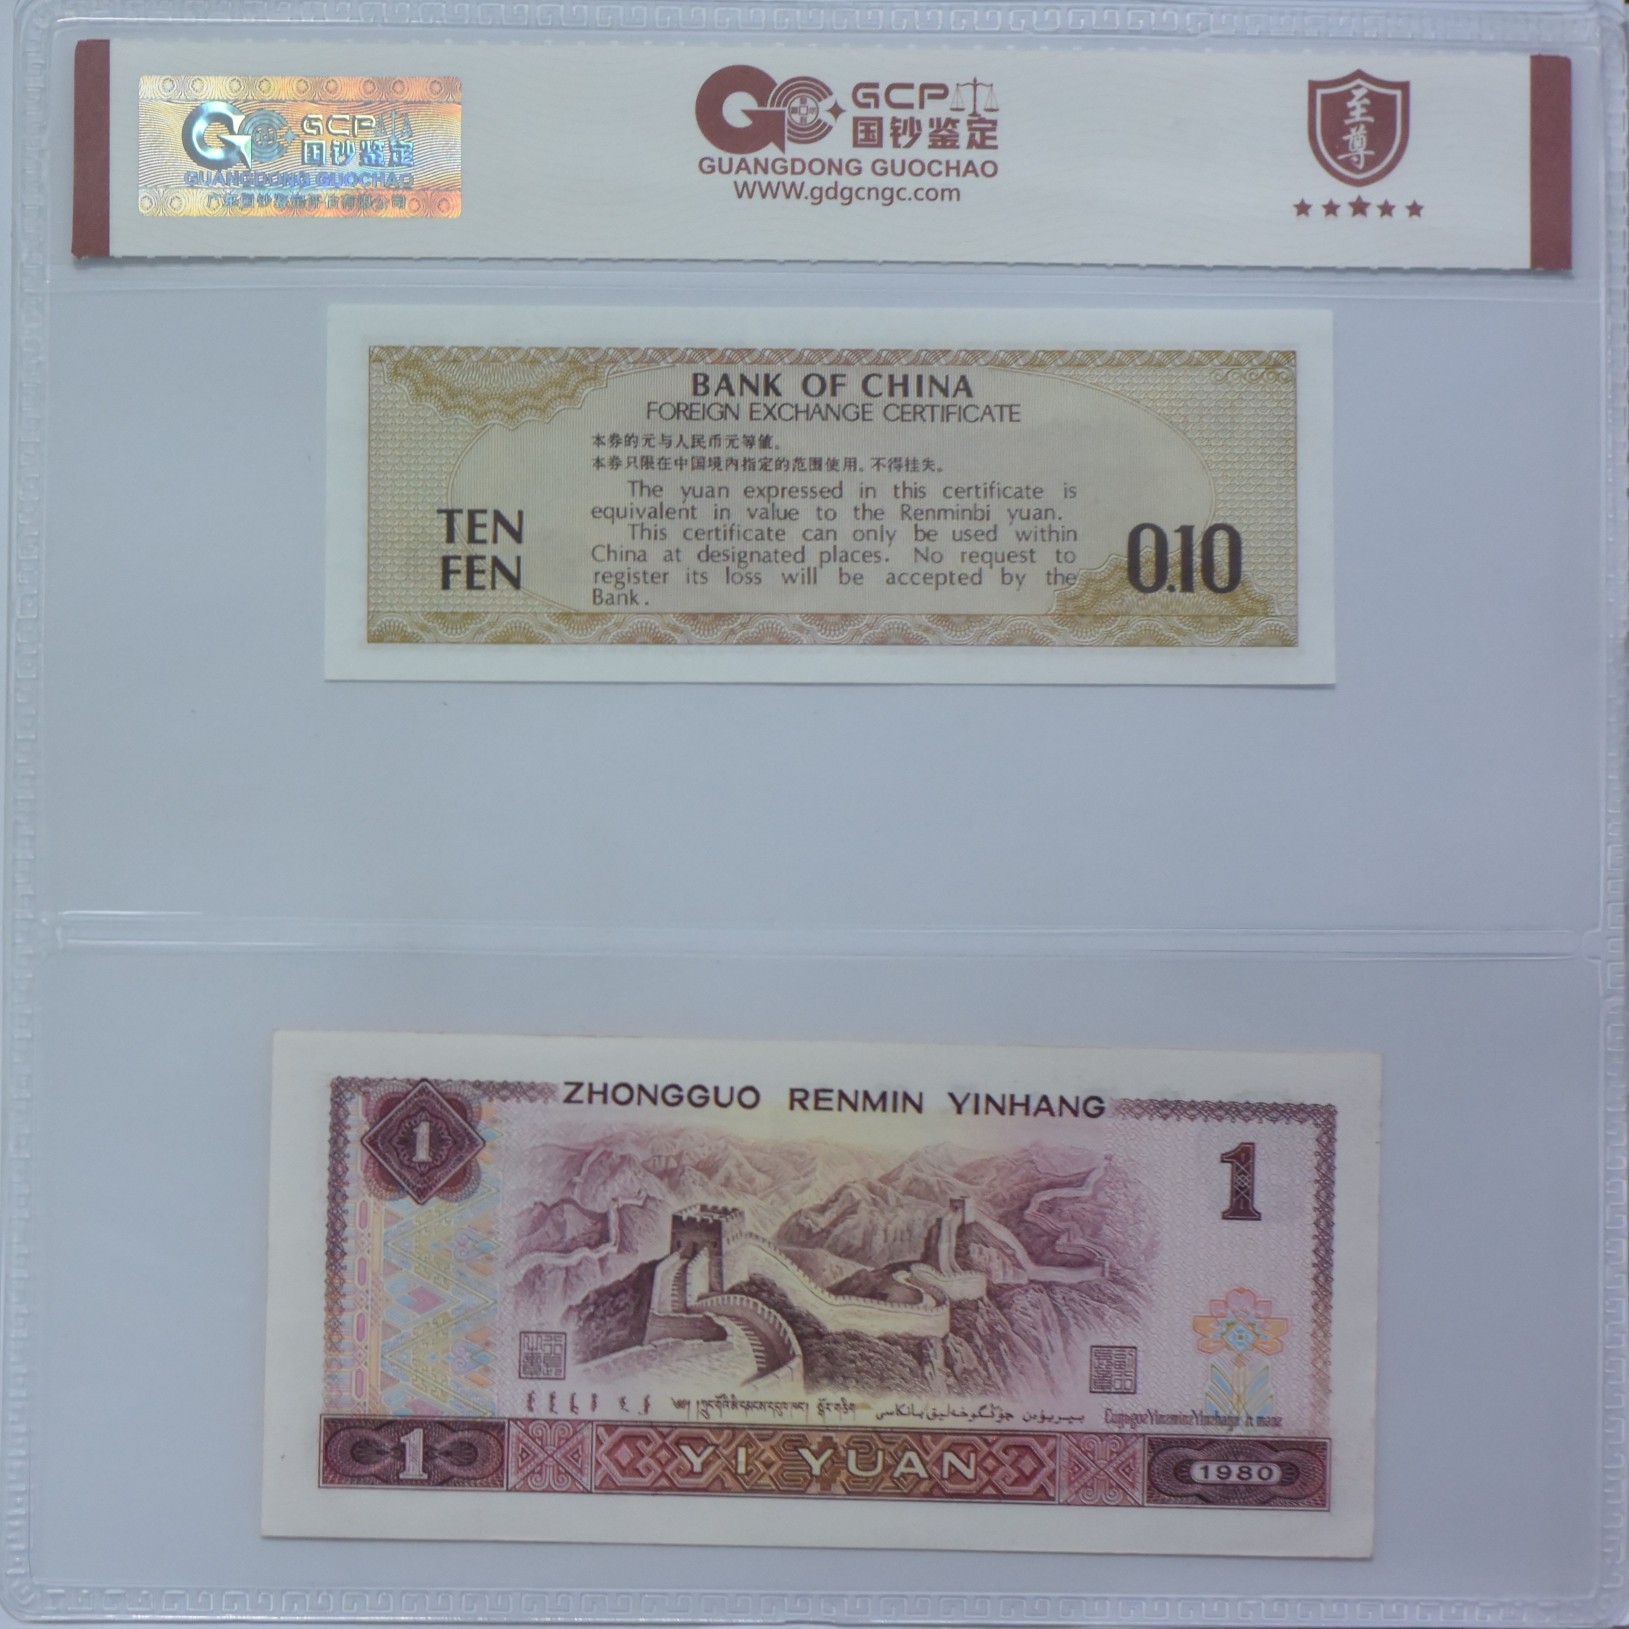 GCP
国钞鉴定
GUANGDONG GUOCHAO
GCP
国钞鉴定
GUANGDONG GUOCHAO
WWW.gdgcngc.com
至尊
BANK OF CHINA
FOREIGN EXCHANGE CERTIFICATE
本券的元与人民币元等值。
本券只限在中国境内指定的范围使用。不得挂失。
The yuan expressed in this certificate is
equivalent in value to the Renminbi yuan.
This certificate can only be used within
China at designated places. No request to
register its loss will be accepted by the
Bank.
TEN
FEN
0.10
ZHONGGUO RENMIN YINHANG
1
1
1
YI YUAN
1980